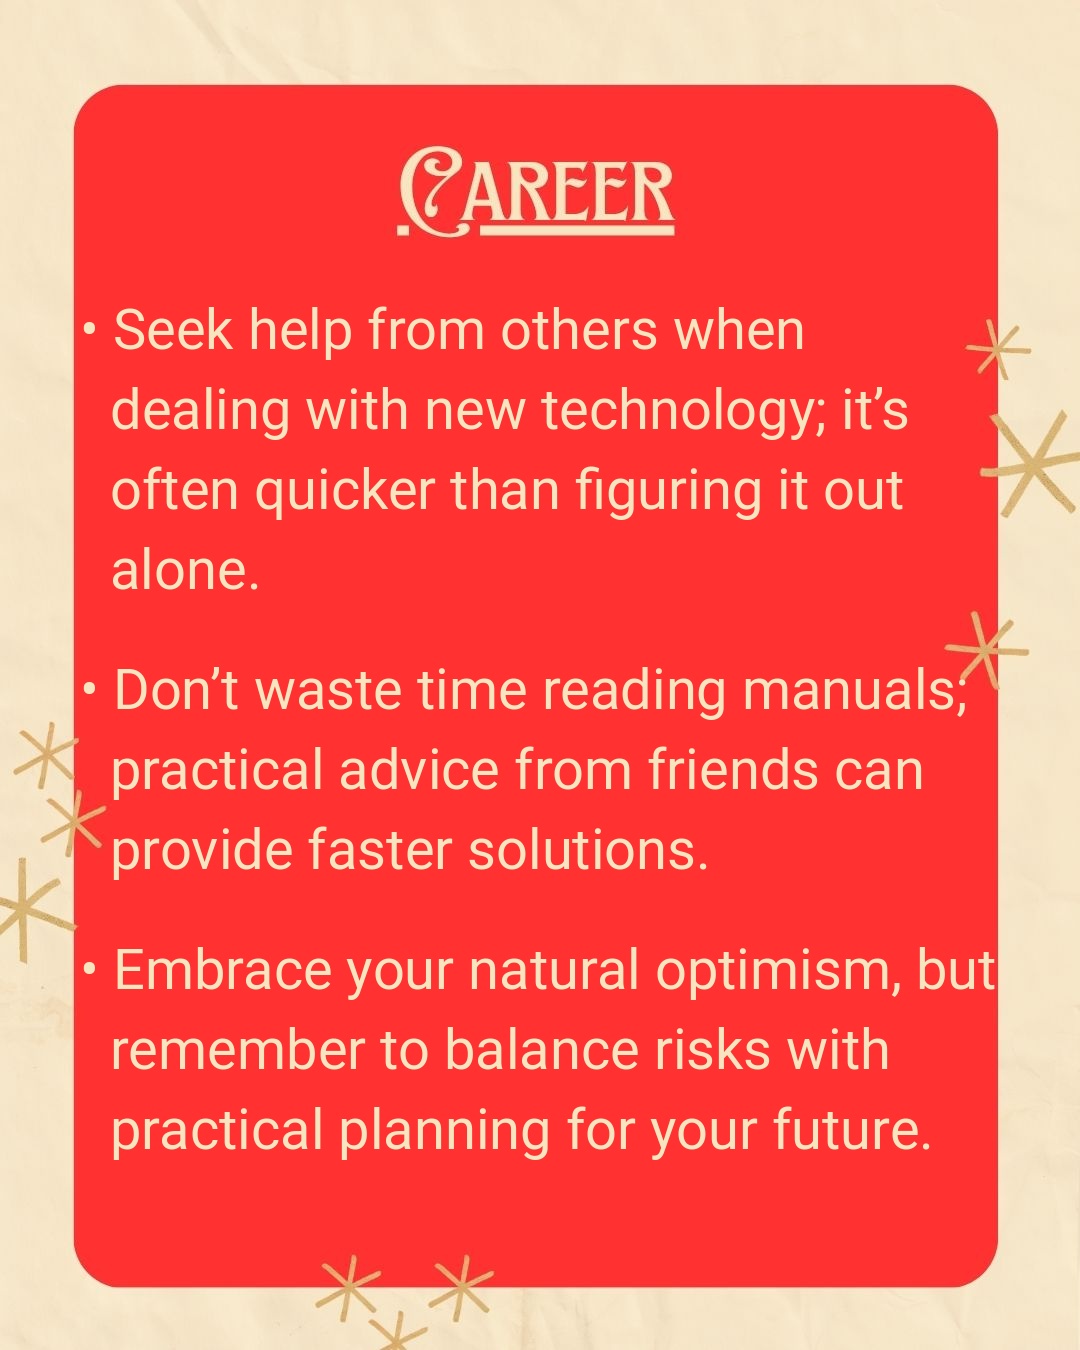 Career
• Seek help from others when
dealing with new technology; it’s
often quicker than figuring it out
alone.
• Don’t waste time reading manuals;
practical advice from friends can
provide faster solutions.
• Embrace your natural optimism, but
remember to balance risks with
practical planning for your future.